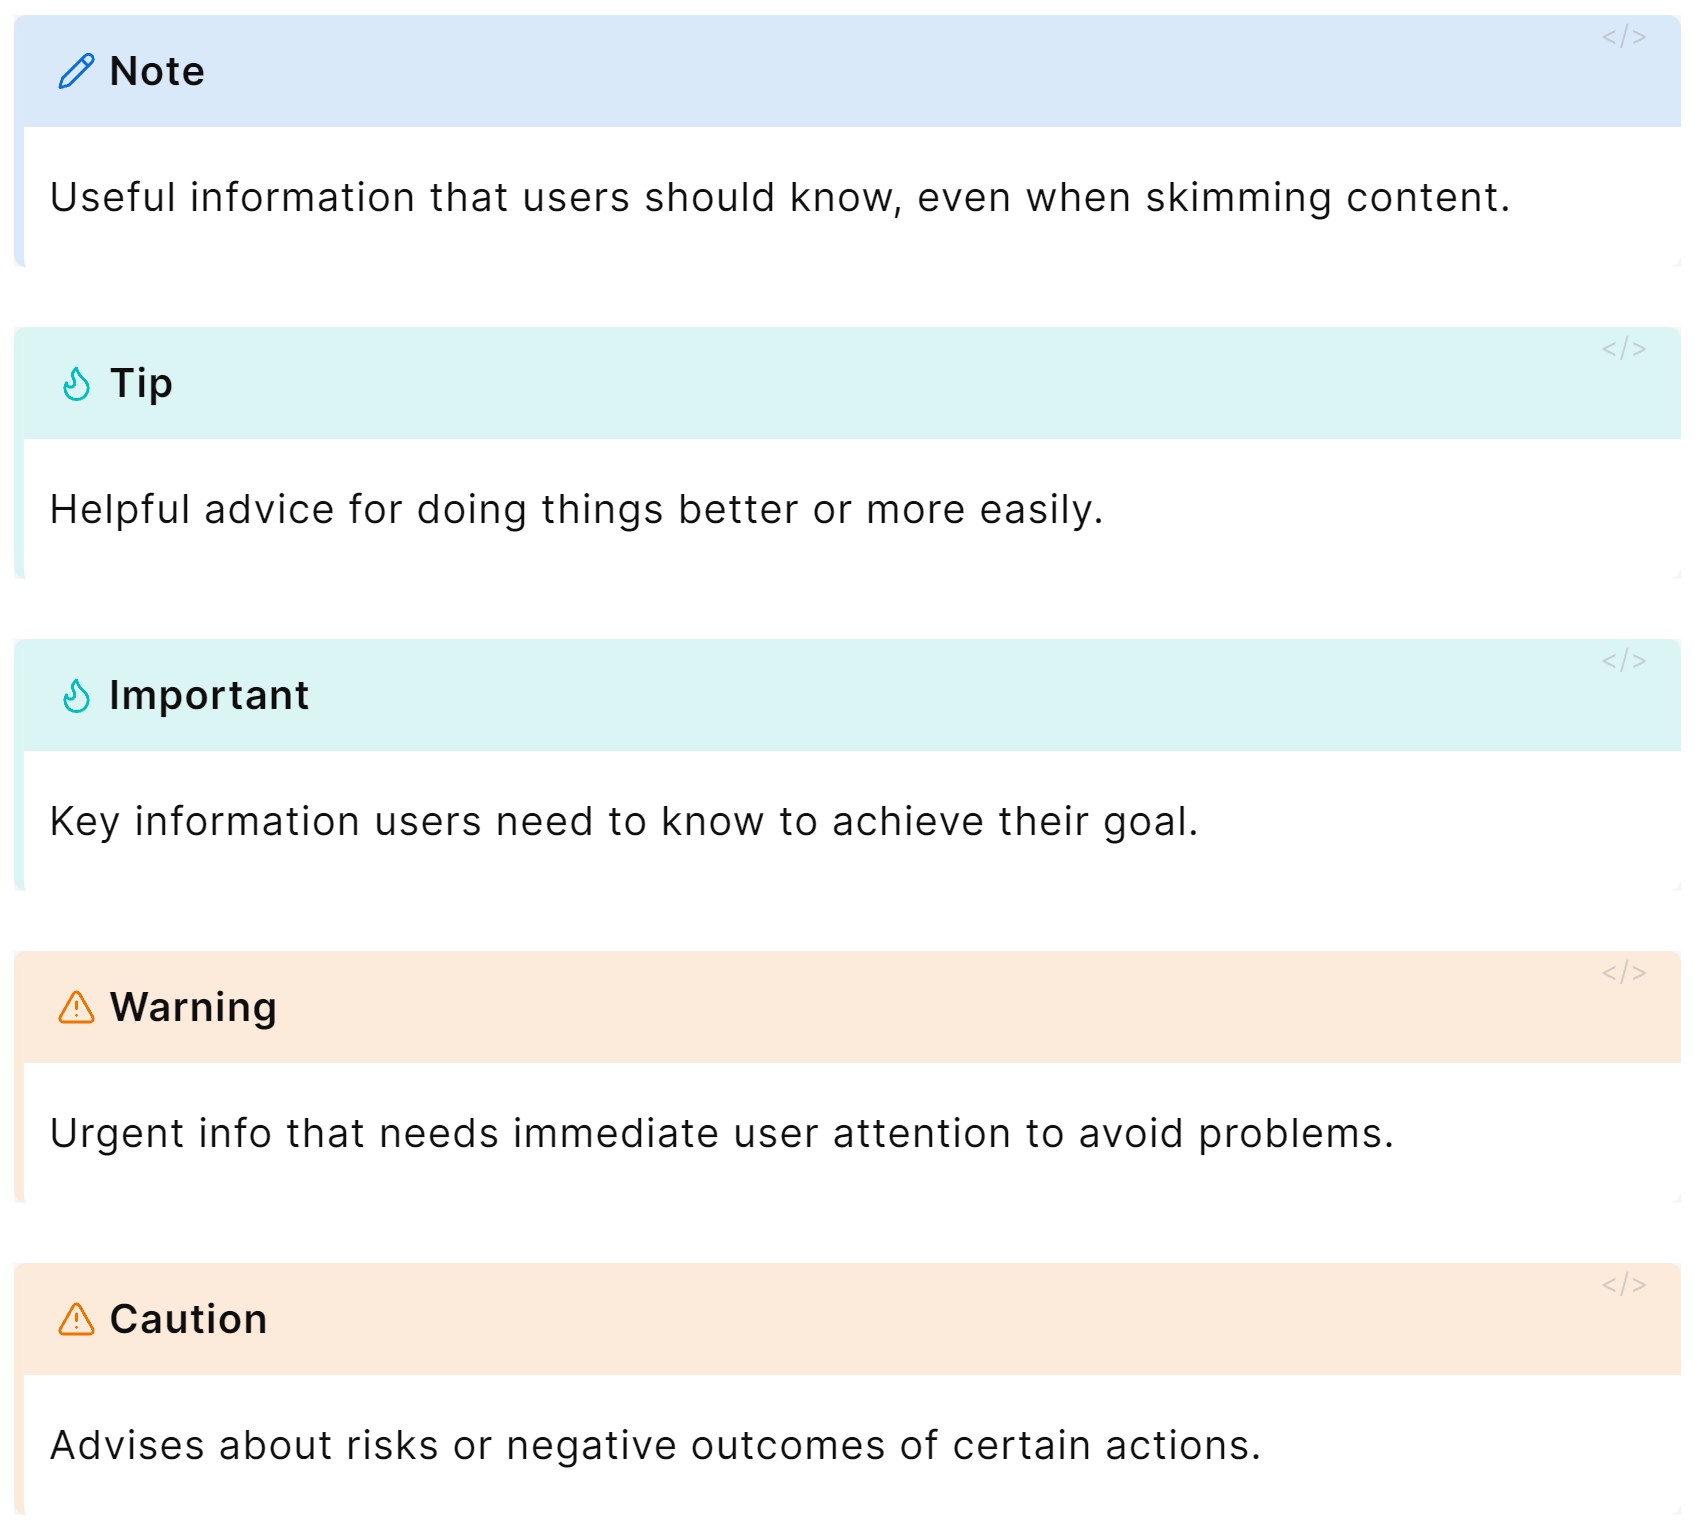 Note
</>
Useful information that users should know, even when skimming content.
Tip
</>
Helpful advice for doing things better or more easily.
Important
</>
Key information users need to know to achieve their goal.
Warning
</>
Urgent info that needs immediate user attention to avoid problems.
Caution
</>
Advises about risks or negative outcomes of certain actions.